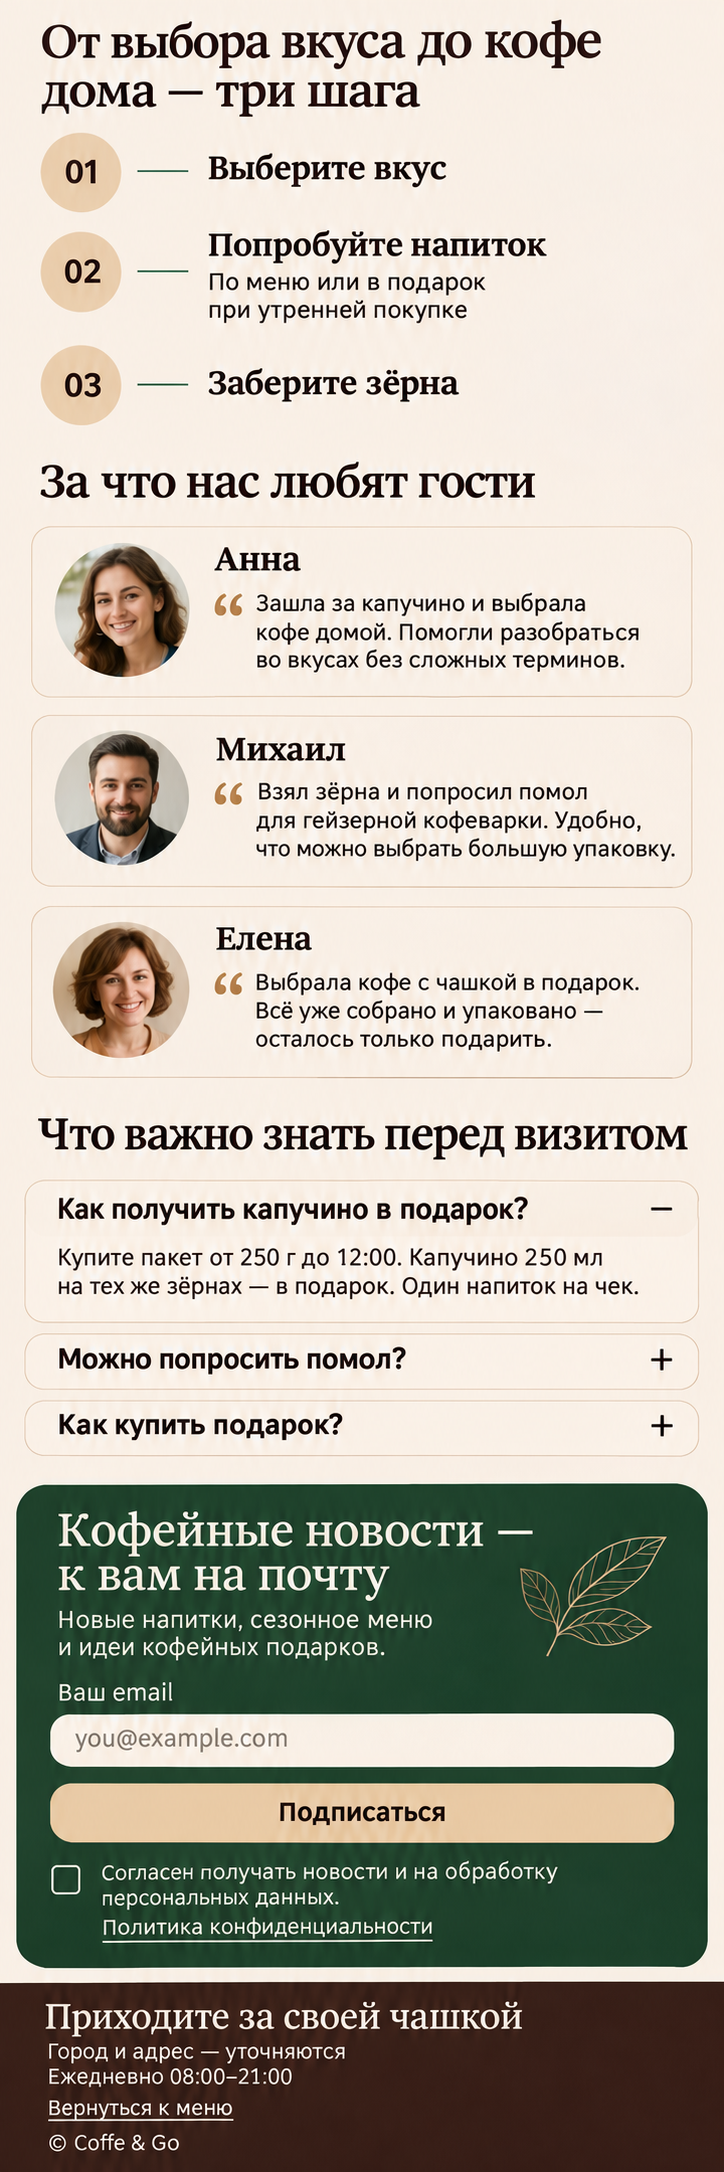 От выбора вкуса до кофе
дома — три шага
01
Выберите вкус
02
Попробуйте напиток
По меню или в подарок
при утренней покупке
03
Заберите зёрна
За что нас любят гости
Анна
“ Зашла за капучино и выбрала
кофе домой. Помогли разобраться
во вкусах без сложных терминов.
Михаил
“ Взял зёрна и попросил помол
для гейзерной кофеварки. Удобно,
что можно выбрать большую упаковку.
Елена
“ Выбрала кофе с чашкой в подарок.
Всё уже собрано и упаковано —
осталось только подарить.
Что важно знать перед визитом
Как получить капучино в подарок? −
Купите пакет от 250 г до 12:00. Капучино 250 мл
на тех же зёрнах — в подарок. Один напиток на чек.
Можно попросить помол? +
Как купить подарок? +
Кофейные новости —
к вам на почту
Новые напитки, сезонное меню
и идеи кофейных подарков.
Ваш email
you@example.com
Подписаться
Согласен получать новости и на обработку
персональных данных.
Политика конфиденциальности
Приходите за своей чашкой
Город и адрес — уточняются
Ежедневно 08:00–21:00
Вернуться к меню
© Coffe & Go